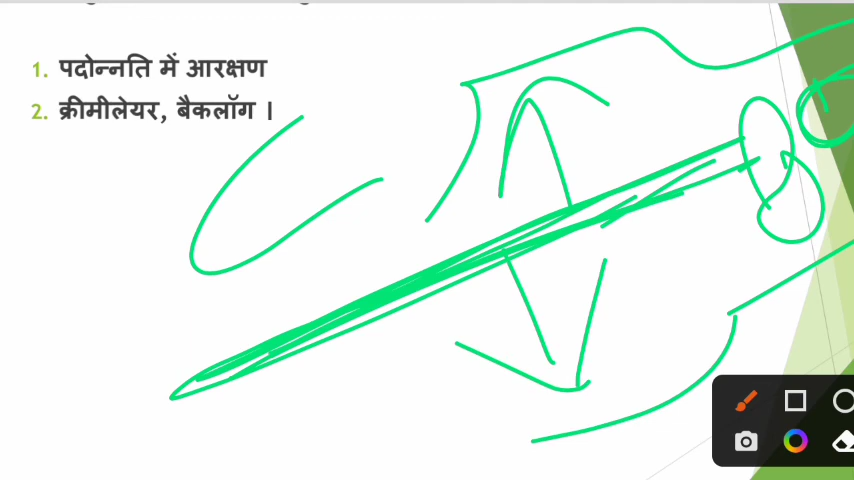 1. पदोन्नति में आरक्षण
2. क्रीमीलेयर, बैकलॉग ।